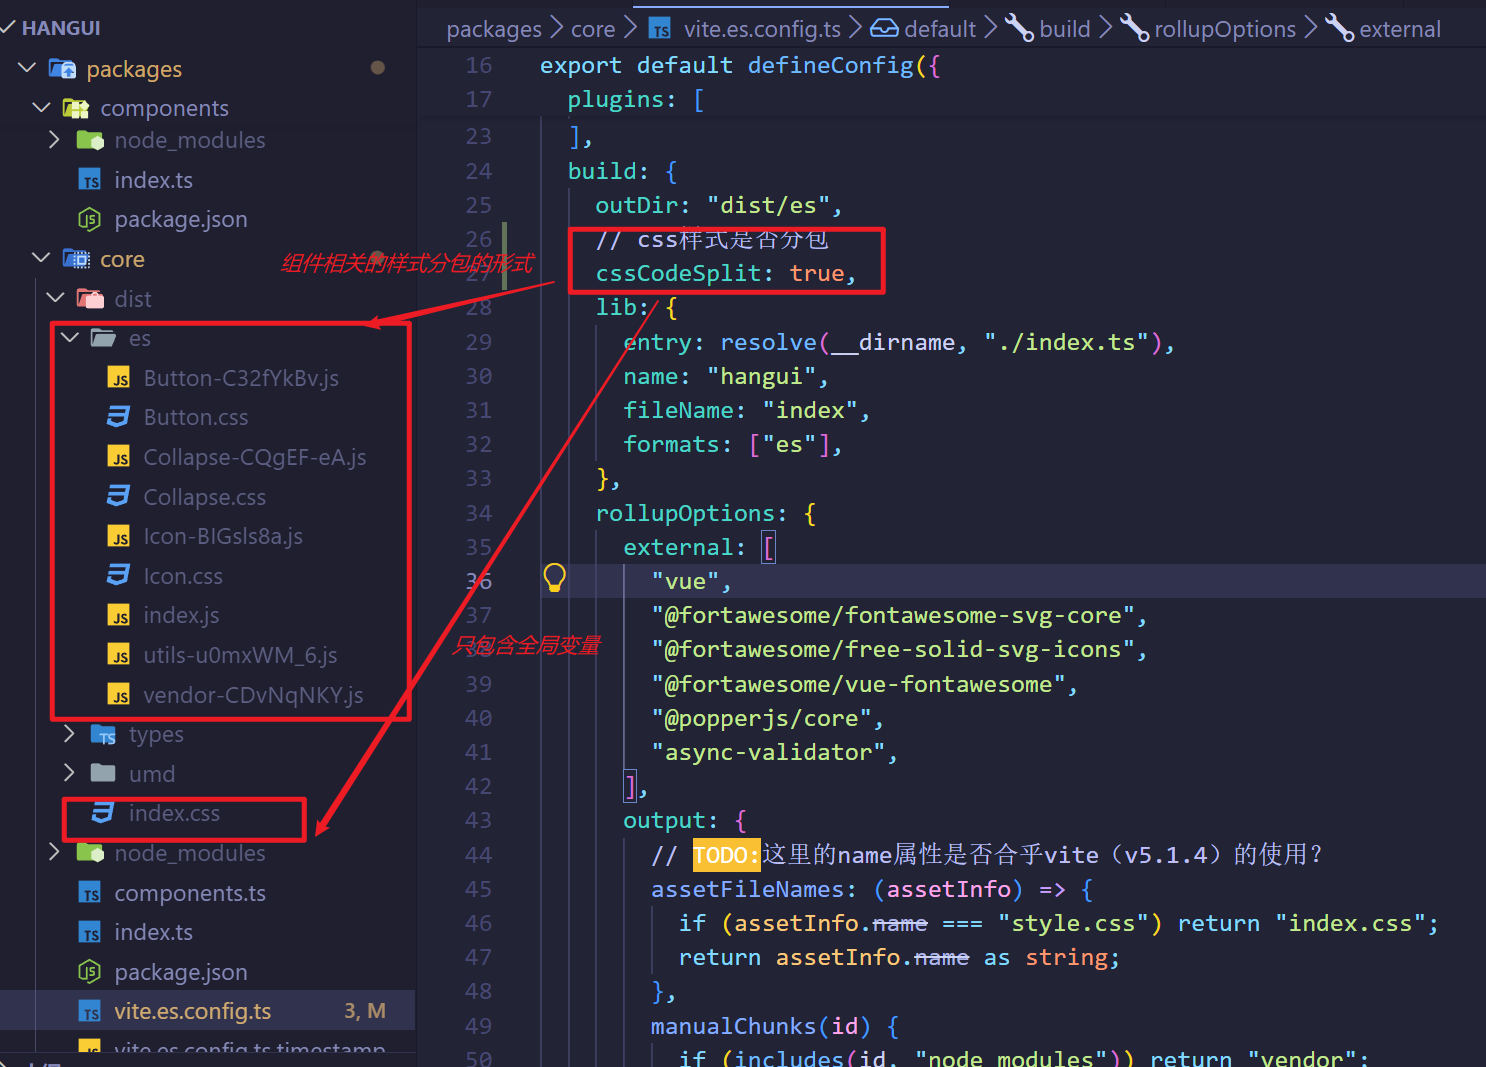 HANGUI
packages
components
node_modules
index.ts
package.json
core
dist
es
Button-C32fYkBv.js
Button.css
Collapse-CQgEF-eA.js
Collapse.css
Icon-BIGsls8a.js
Icon.css
index.js
utils-u0mxWM_6.js
vendor-CDvNqNKY.js
types
umd
index.css
node_modules
components.ts
index.ts
package.json
vite.es.config.ts 3, M
vite.es.config.ts.timestamp
组件相关的样式分包的形式
只包含全局变量
packages > core > TS vite.es.config.ts > default > build > rollupOptions > external
16 export default defineConfig({
17 plugins: [
23 ],
24 build: {
25 outDir: "dist/es",
26 // css样式是否分包
27 cssCodeSplit: true,
28 lib: {
29 entry: resolve(__dirname, "./index.ts"),
30 name: "hangui",
31 fileName: "index",
32 formats: ["es"],
33 },
34 rollupOptions: {
35 external: [
36 "vue",
37 "@fortawesome/fontawesome-svg-core",
38 "@fortawesome/free-solid-svg-icons",
39 "@fortawesome/vue-fontawesome",
40 "@popperjs/core",
41 "async-validator",
42 ],
43 output: {
44 // TODO:这里的name属性是否合乎vite（v5.1.4）的使用?
45 assetFileNames: (assetInfo) => {
46 if (assetInfo.name === "style.css") return "index.css";
47 return assetInfo.name as string;
48 },
49 manualChunks(id) {
50 if (includes(id, "node_modules")) return "vendor";